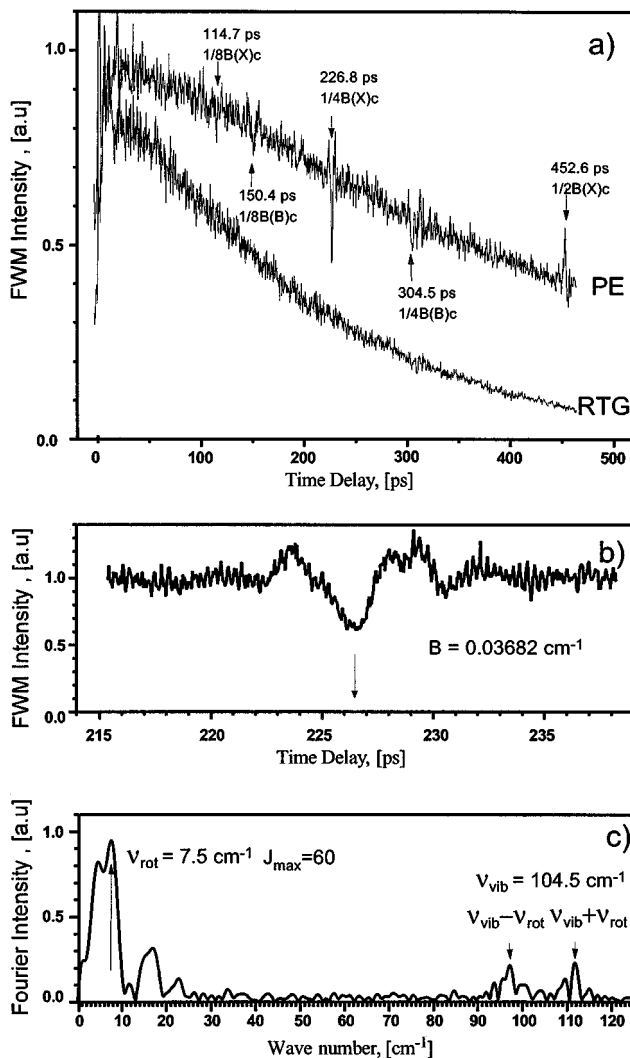 a)
FWM Intensity , [a.u]
1.0
0.5
0.0
114.7 ps
1/8B(X)c
226.8 ps
1/4B(X)c
452.6 ps
1/2B(X)c
150.4 ps
1/8B(B)c
304.5 ps
1/4B(B)c
PE
RTG
0 100 200 300 400 500
Time Delay, [ps]
b)
FWM Intensity , [a.u]
1.0
0.5
0.0
B = 0.03682 cm⁻¹
215 220 225 230 235
Time Delay, [ps]
c)
Fourier Intensity , [a.u]
1.0
0.5
0.0
νrot = 7.5 cm⁻¹ Jmax=60
νvib = 104.5 cm⁻¹
νvib−νrot νvib+νrot
0 10 20 30 40 50 60 70 80 90 100 110 120
Wave number, [cm⁻¹]